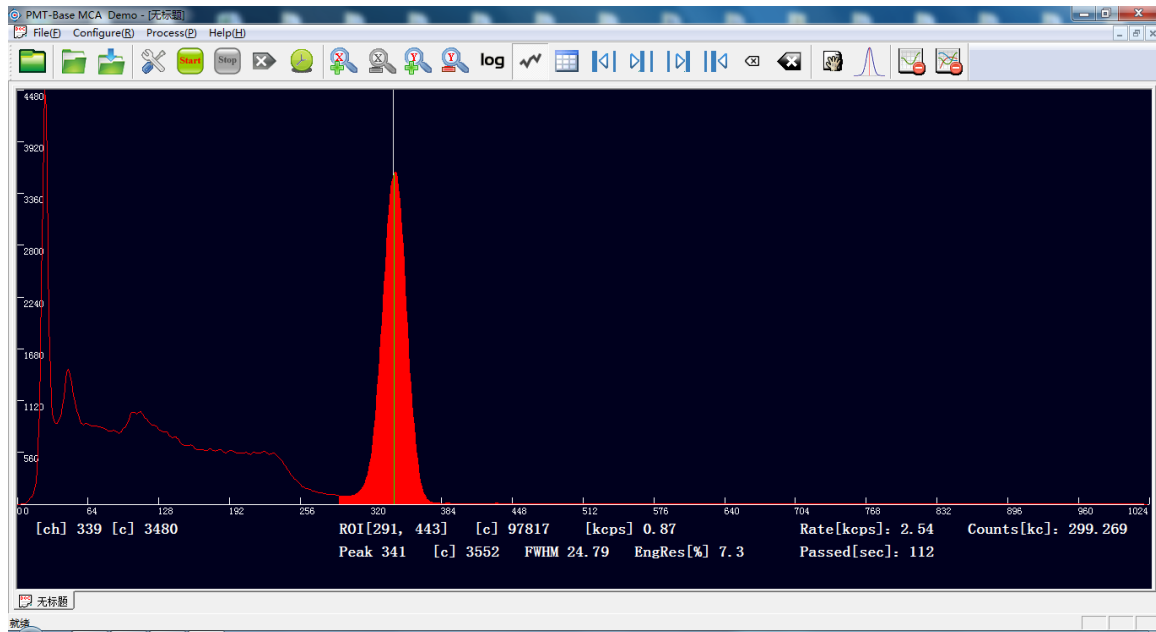 PMT-Base MCA Demo - [无标题]
File(F) Configure(R) Process(P) Help(H)
Start Stop X X Y Y log
4480
3920
3360
2800
2240
1680
1120
560
0 0 64 128 192 256 320 384 448 512 576 640 704 768 832 896 960 1024
[ch] 339 [c] 3480 ROI[291, 443] [c] 97817 [kcps] 0.87 Rate[kcps]: 2.54 Counts[kc]: 299.269
Peak 341 [c] 3552 FWHM 24.79 EngRes[%] 7.3 Passed[sec]: 112
无标题
就绪